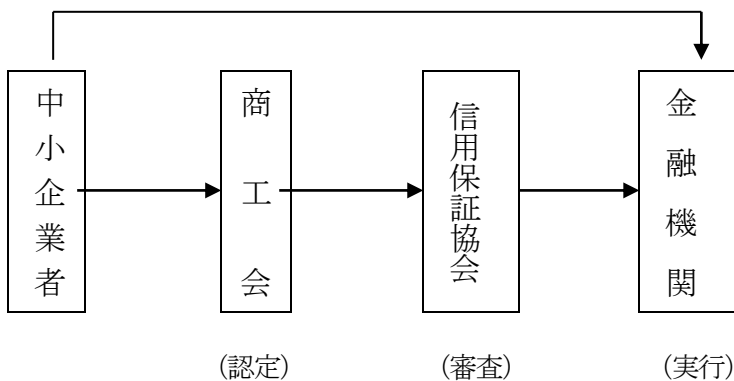 中小企業者
商工会
信用保証協会
金融機関
(認定)
(審査)
(実行)